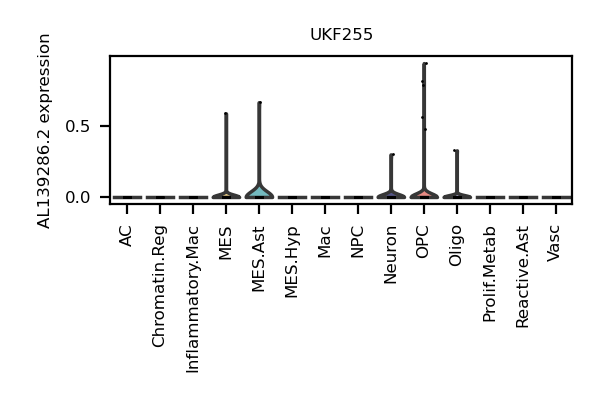 UKF255
AL139286.2 expression
0.5
0.0
AC
Chromatin.Reg
Inflammatory.Mac
MES
MES.Ast
MES.Hyp
Mac
NPC
Neuron
OPC
Oligo
Prolif.Metab
Reactive.Ast
Vasc